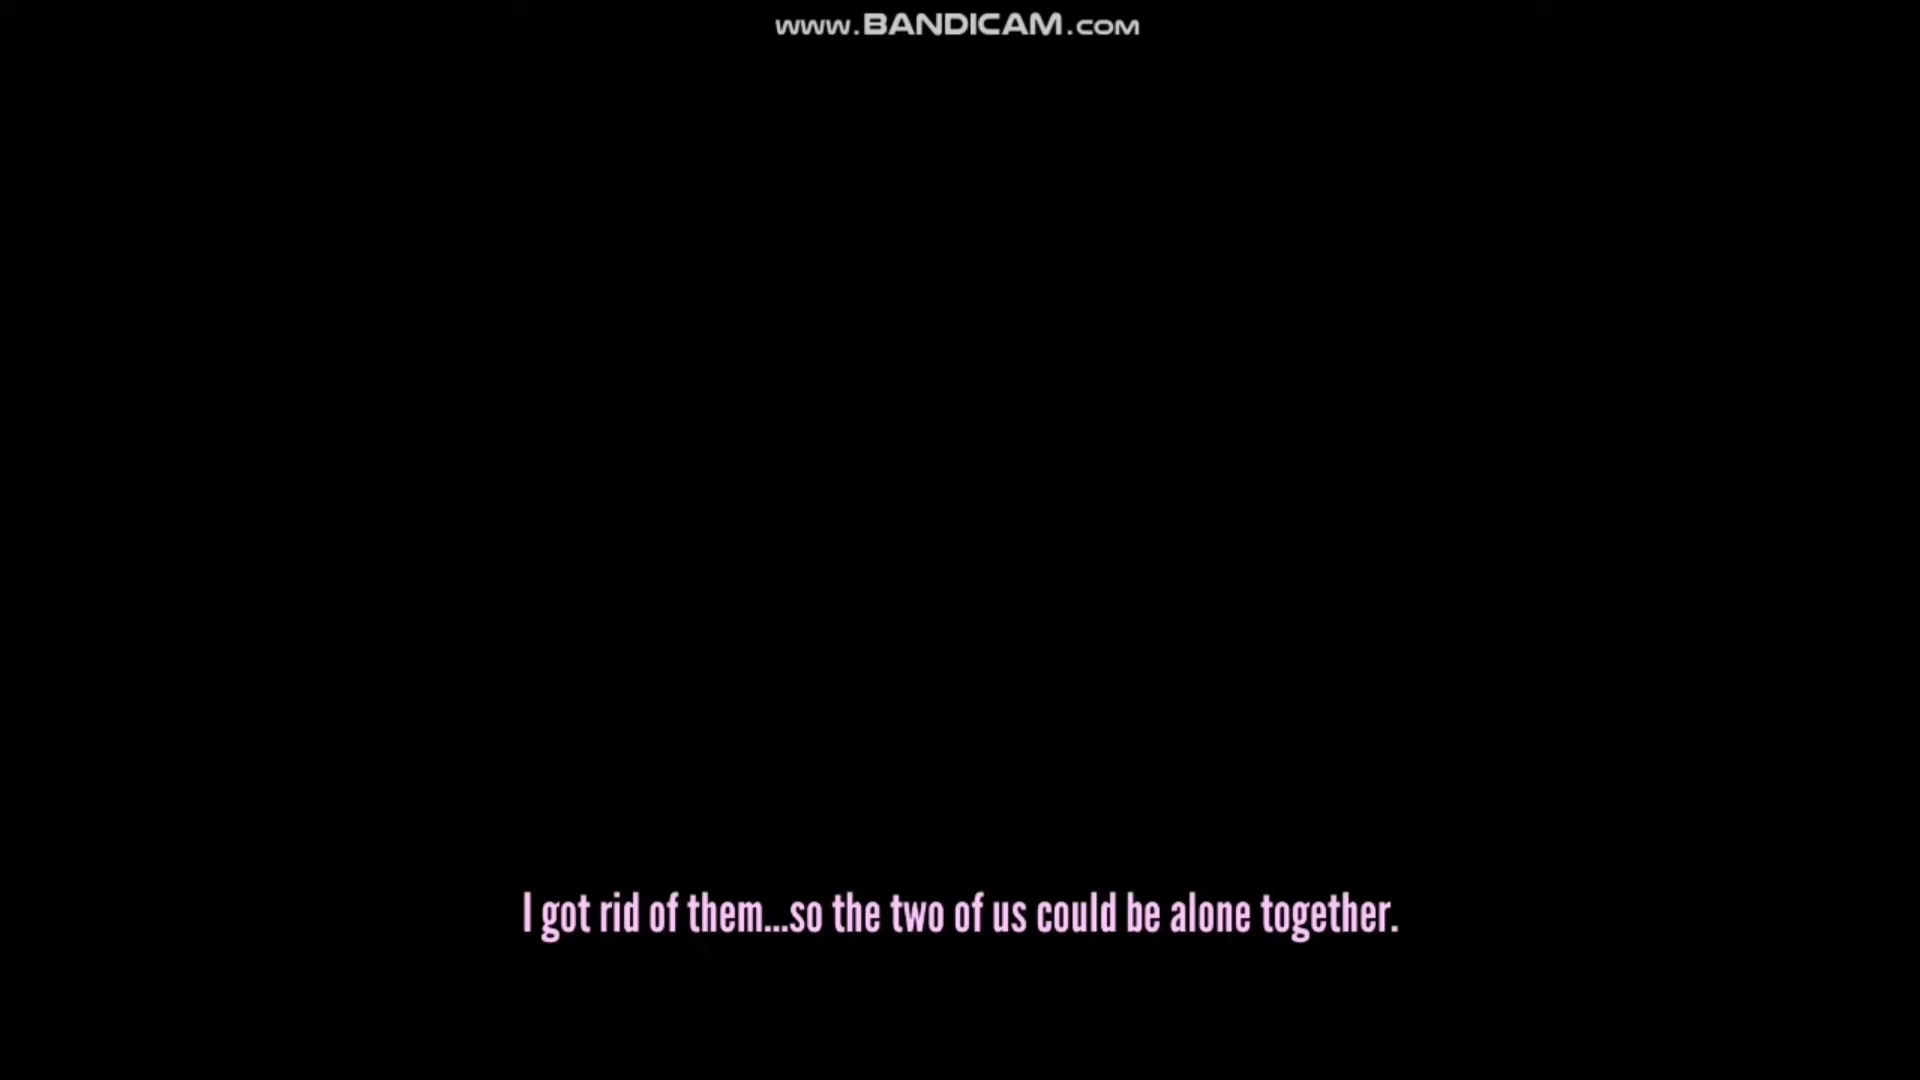 www.BANDICAM.COM
I got rid of them...so the two of us could be alone together.